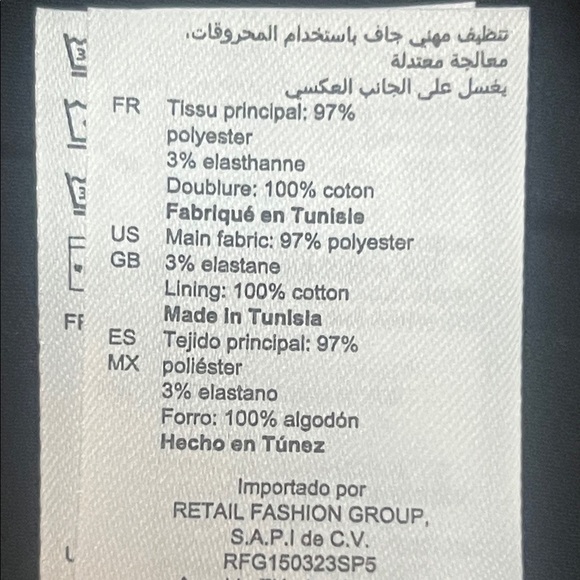 تنظيف مهني جاف باستخدام المحروقات،
معالجة معتدلة
يغسل على الجانب العكسي
FR Tissu principal: 97%
polyester
3% elasthanne
Doublure: 100% coton
Fabriqué en Tunisie
US Main fabric: 97% polyester
GB 3% elastane
Lining: 100% cotton
Made in Tunisia
ES Tejido principal: 97%
MX poliéster
3% elastano
Forro: 100% algodón
Hecho en Túnez
Importado por
RETAIL FASHION GROUP,
S.A.P.I de C.V.
RFG150323SP5